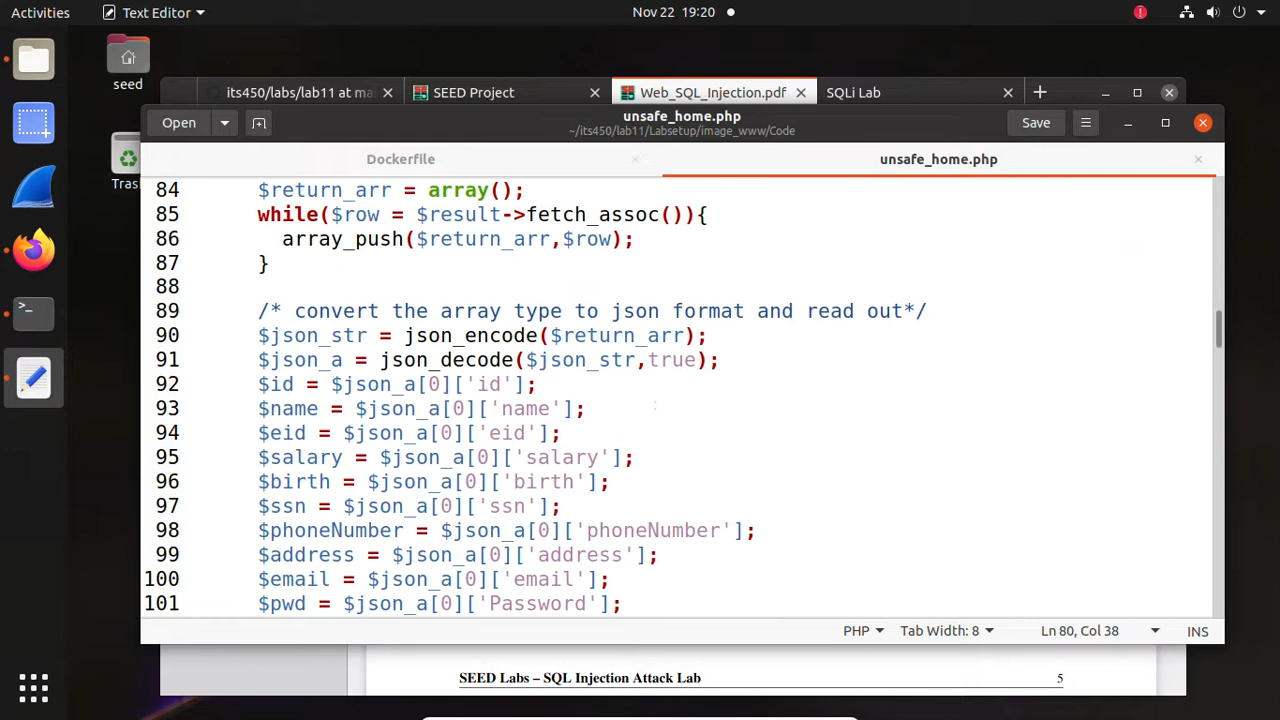 Activities
Text Editor
Nov 22 19:20
seed
Trash
its450/labs/lab11 at ma
SEED Project
Web_SQL_Injection.pdf
SQLi Lab
Open
unsafe_home.php
~/its450/lab11/Labsetup/image_www/Code
Save
Dockerfile
unsafe_home.php
84 $return_arr = array();
85 while($row = $result->fetch_assoc()){
86 array_push($return_arr,$row);
87 }
88
89 /* convert the array type to json format and read out*/
90 $json_str = json_encode($return_arr);
91 $json_a = json_decode($json_str,true);
92 $id = $json_a[0]['id'];
93 $name = $json_a[0]['name'];
94 $eid = $json_a[0]['eid'];
95 $salary = $json_a[0]['salary'];
96 $birth = $json_a[0]['birth'];
97 $ssn = $json_a[0]['ssn'];
98 $phoneNumber = $json_a[0]['phoneNumber'];
99 $address = $json_a[0]['address'];
100 $email = $json_a[0]['email'];
101 $pwd = $json_a[0]['Password'];
PHP
Tab Width: 8
Ln 80, Col 38
INS
SEED Labs – SQL Injection Attack Lab 5